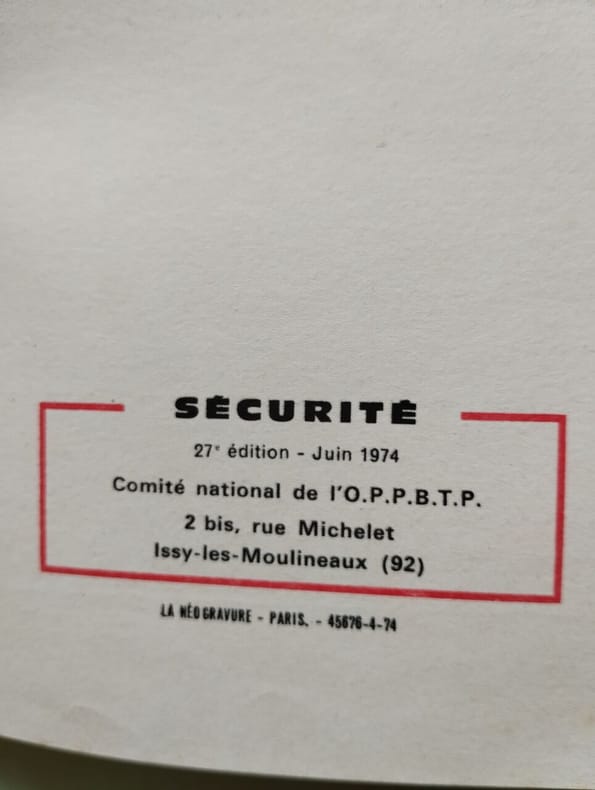 SÉCURITÉ
27e édition - Juin 1974
Comité national de l'O.P.P.B.T.P.
2 bis, rue Michelet
Issy-les-Moulineaux (92)
LA NÉOGRAVURE - PARIS. - 45676-4-74